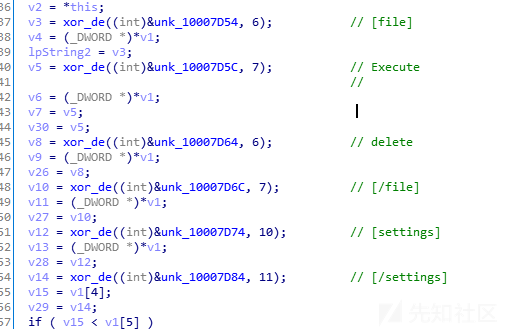 36 v2 = *this;
37 v3 = xor_de((int)&unk_10007D54, 6); // [file]
38 v4 = (_DWORD *)*v1;
39 lpString2 = v3;
40 v5 = xor_de((int)&unk_10007D5C, 7); // Execute
41 //
42 v6 = (_DWORD *)*v1;
43 v7 = v5;
44 v30 = v5;
45 v8 = xor_de((int)&unk_10007D64, 6); // delete
46 v9 = (_DWORD *)*v1;
47 v26 = v8;
48 v10 = xor_de((int)&unk_10007D6C, 7); // [/file]
49 v11 = (_DWORD *)*v1;
50 v27 = v10;
51 v12 = xor_de((int)&unk_10007D74, 10); // [settings]
52 v13 = (_DWORD *)*v1;
53 v28 = v12;
54 v14 = xor_de((int)&unk_10007D84, 11); // [/settings]
55 v15 = v1[4];
56 v29 = v14;
57 if ( v15 < v1[5] )
先知社区